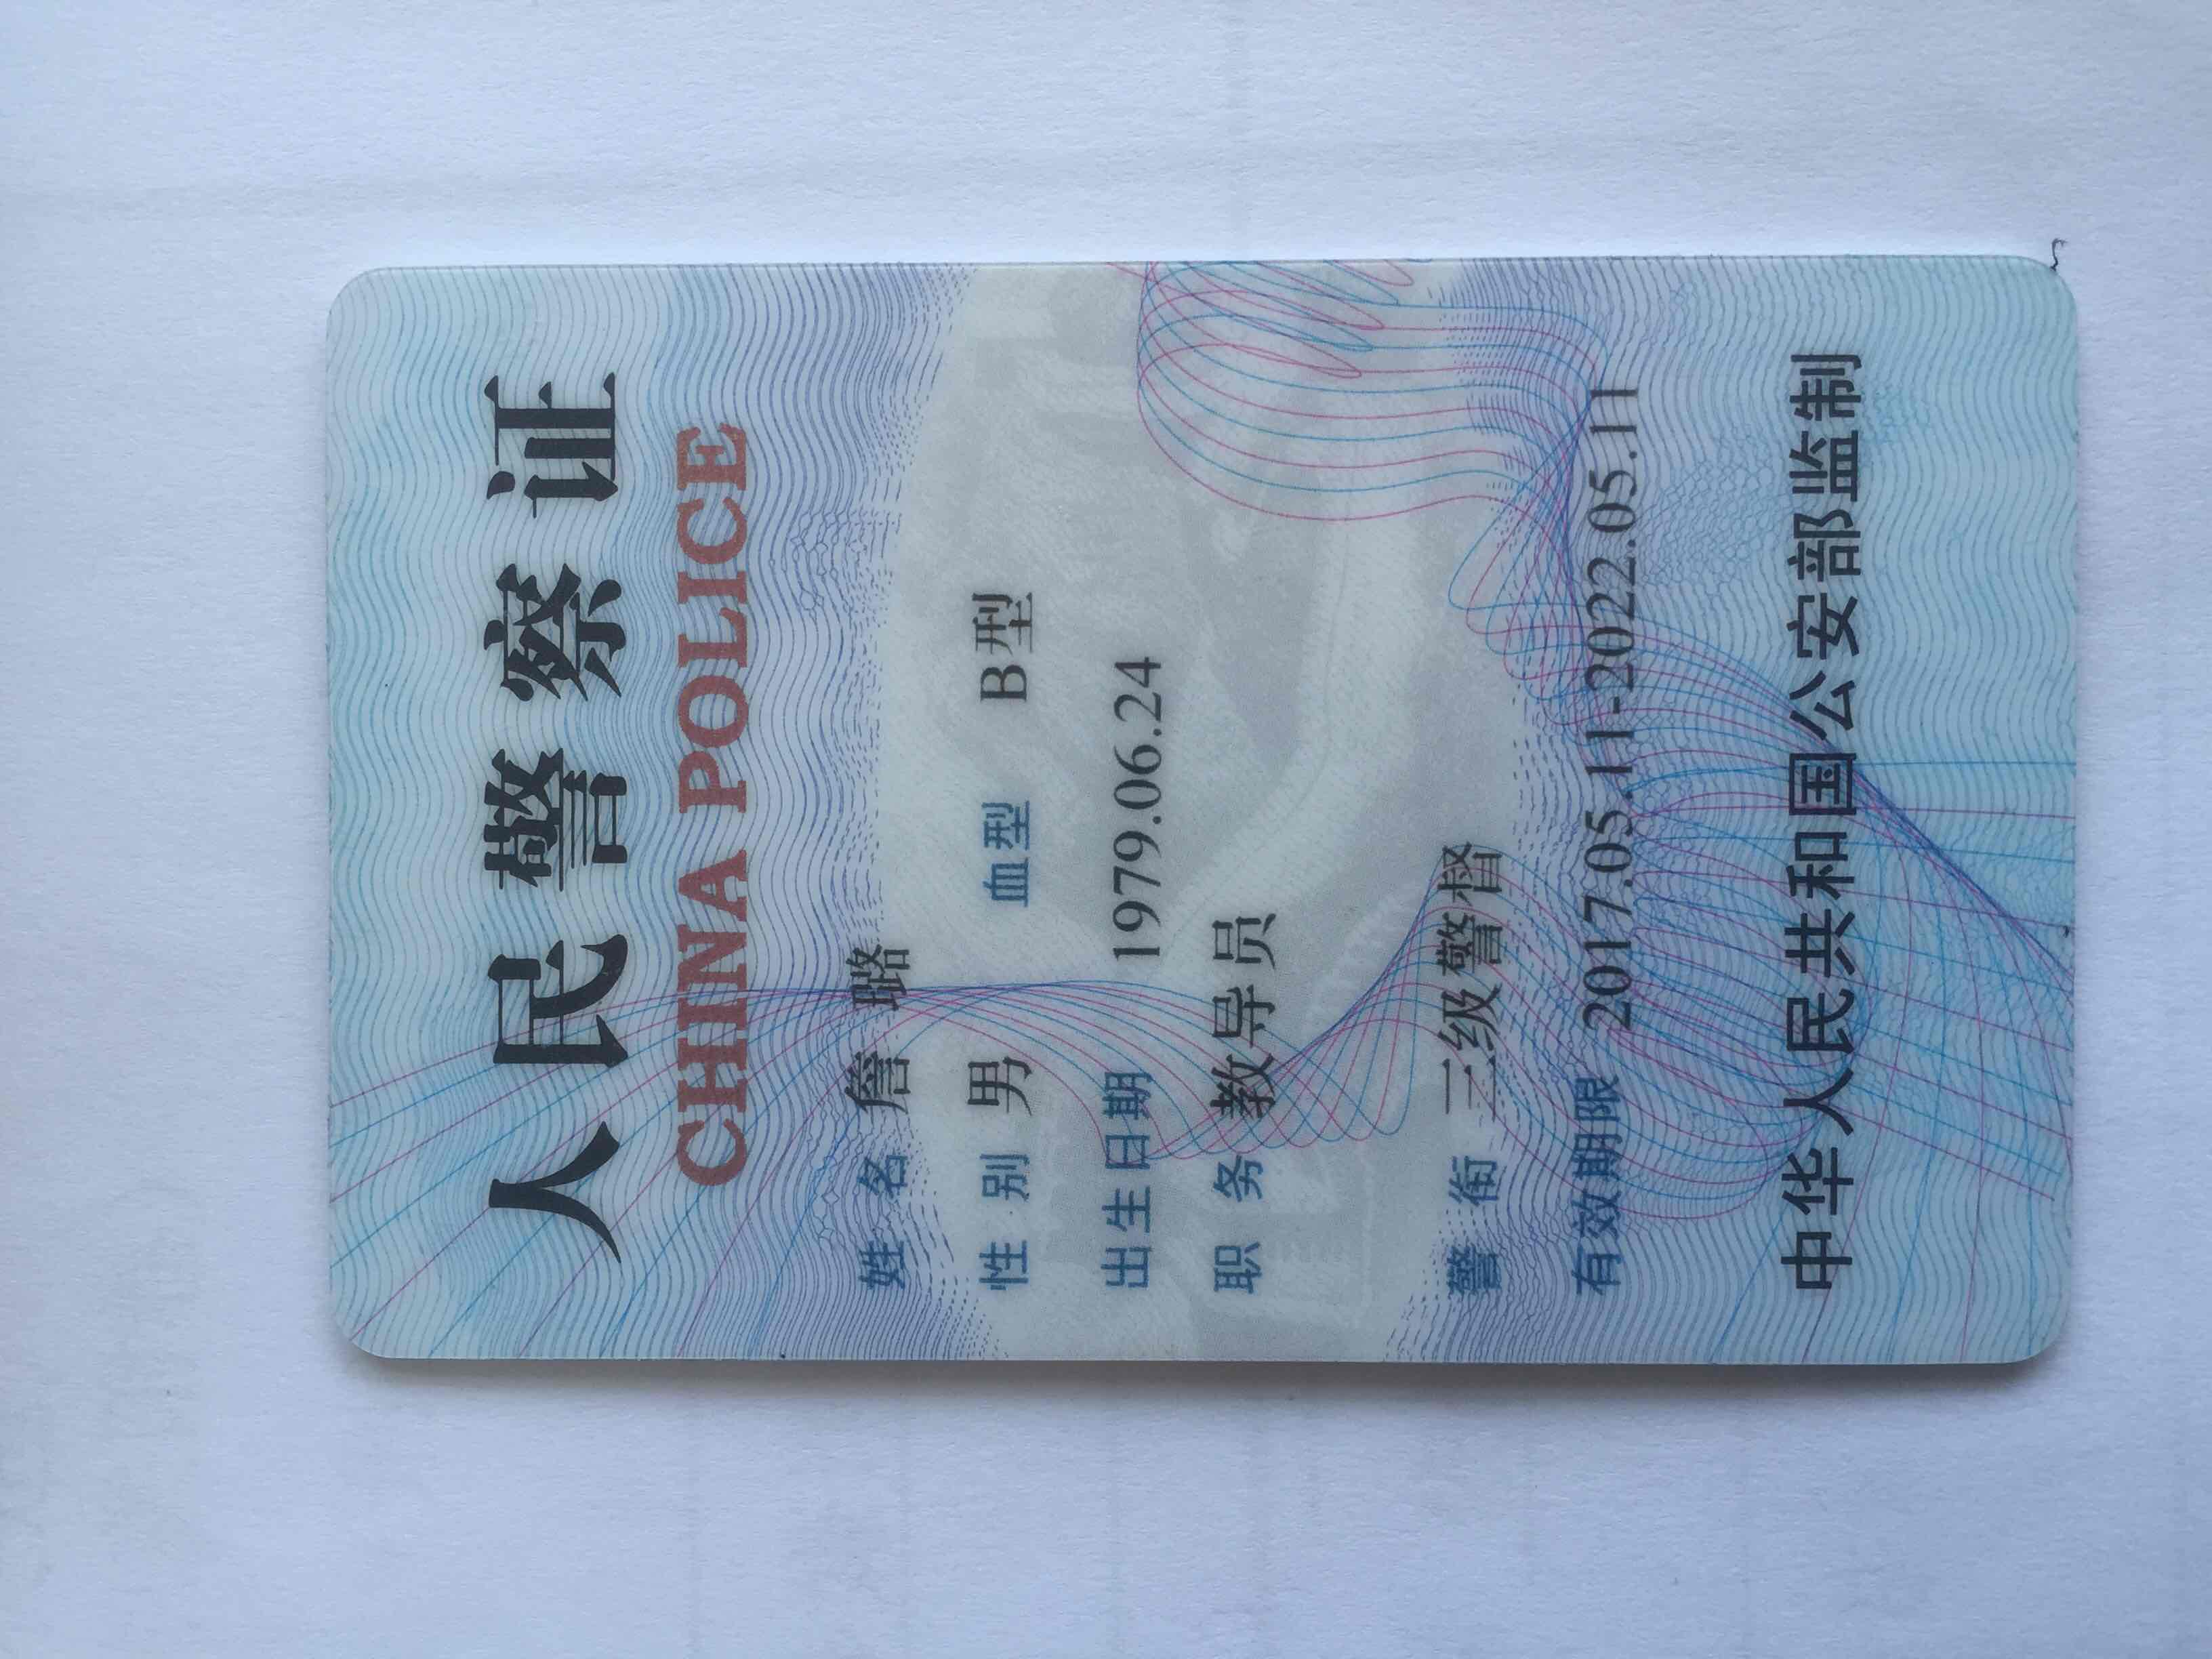 人民警察证
CHINA POLICE
姓名 詹璐
性别 男 血型 B型
出生日期 1979.06.24
职务 教导员
警衔 三级警督
有效期限 2017.05.11-2022.05.11
中华人民共和国公安部监制